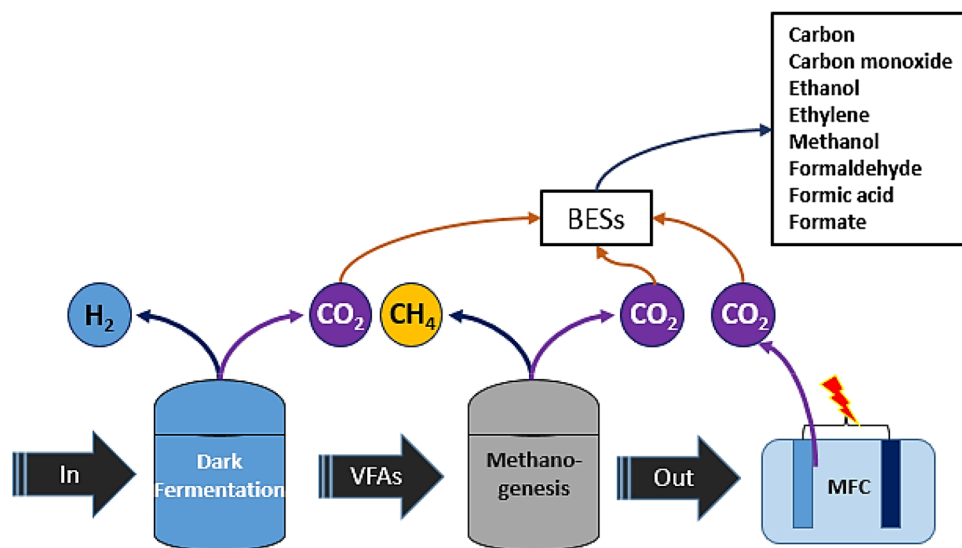 Carbon
Carbon monoxide
Ethanol
Ethylene
Methanol
Formaldehyde
Formic acid
Formate
BESs
H₂
CO₂
CH₄
CO₂
CO₂
In
Dark
Fermentation
VFAs
Methano-
genesis
Out
MFC